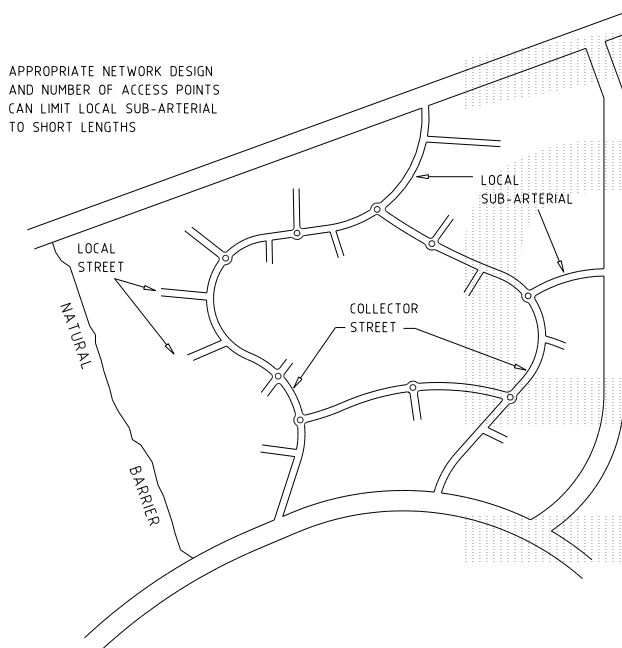 APPROPRIATE NETWORK DESIGN
AND NUMBER OF ACCESS POINTS
CAN LIMIT LOCAL SUB-ARTERIAL
TO SHORT LENGTHS
LOCAL
SUB-ARTERIAL
LOCAL
STREET
COLLECTOR
STREET
NATURAL
BARRIER